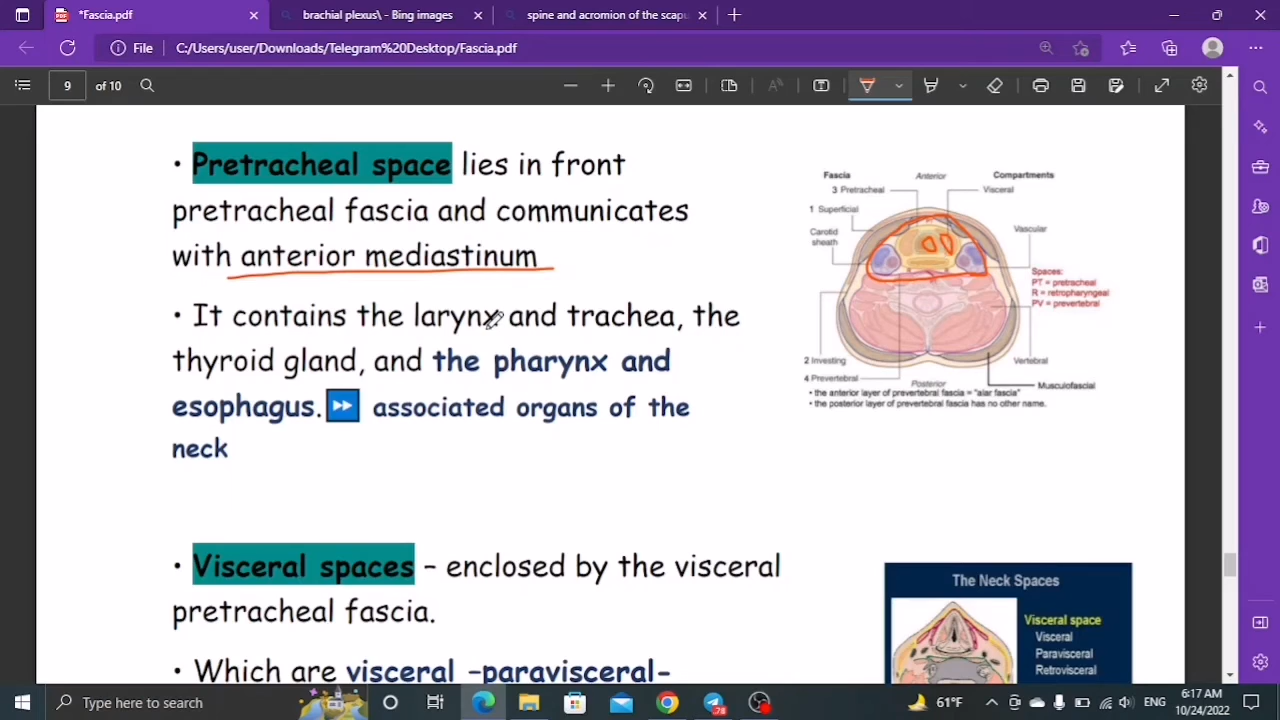 *Fascia.pdf
brachial plexus\ - Bing images
spine and acromion of the scapu
File
C:/Users/user/Downloads/Telegram%20Desktop/Fascia.pdf
9
of 10
• Pretracheal space lies in front
pretracheal fascia and communicates
with anterior mediastinum
• It contains the larynx and trachea, the
thyroid gland, and the pharynx and
esophagus. associated organs of the
neck
Fascia
Anterior
Compartments
3 Pretracheal
Visceral
1 Superficial
Carotid
sheath
Vascular
Spaces:
PT = pretracheal
R = retropharyngeal
PV = prevertebral
2 Investing
Vertebral
4 Prevertebral
Posterior
Musculofascial
• the anterior layer of prevertebral fascia = "alar fascia"
• the posterior layer of prevertebral fascia has no other name.
• Visceral spaces – enclosed by the visceral
pretracheal fascia.
• Which are visceral -paravisceral-
The Neck Spaces
Visceral space
Visceral
Paravisceral
Retrovisceral
Type here to search
61°F
ENG
6:17 AM
10/24/2022